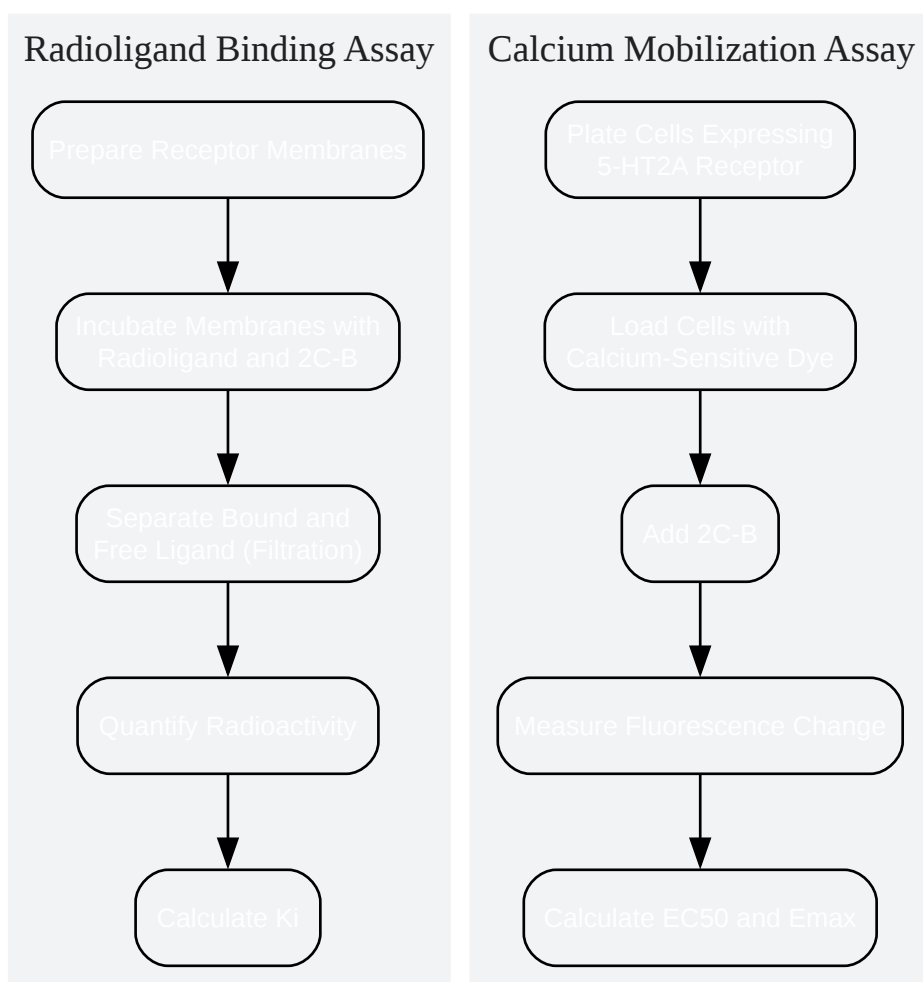 Radioligand Binding Assay
Prepare Receptor Membranes
Incubate Membranes with
Radioligand and 2C-B
Separate Bound and
Free Ligand (Filtration)
Quantify Radioactivity
Calculate Ki
Calcium Mobilization Assay
Plate Cells Expressing
5-HT2A Receptor
Load Cells with
Calcium-Sensitive Dye
Add 2C-B
Measure Fluorescence Change
Calculate EC50 and Emax